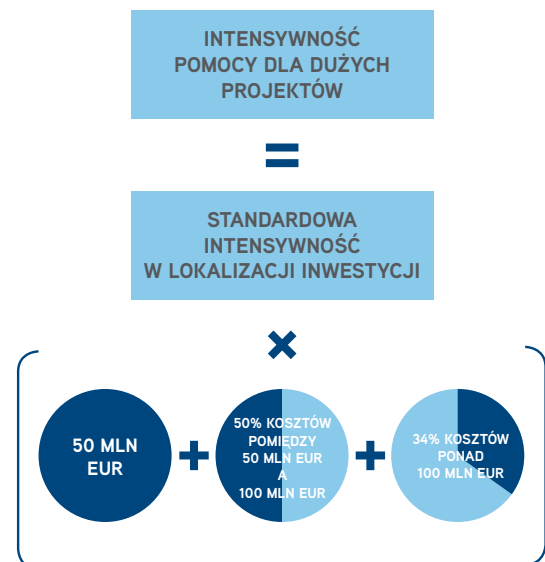 INTENSYWNOŚĆ
POMOCY DLA DUŻYCH
PROJEKTÓW
=
STANDARDOWA
INTENSYWNOŚĆ
W LOKALIZACJI INWESTYCJI
×
50 MLN
EUR
+
50% KOSZTÓW
POMIĘDZY
50 MLN EUR
A
100 MLN EUR
+
34% KOSZTÓW
PONAD
100 MLN EUR